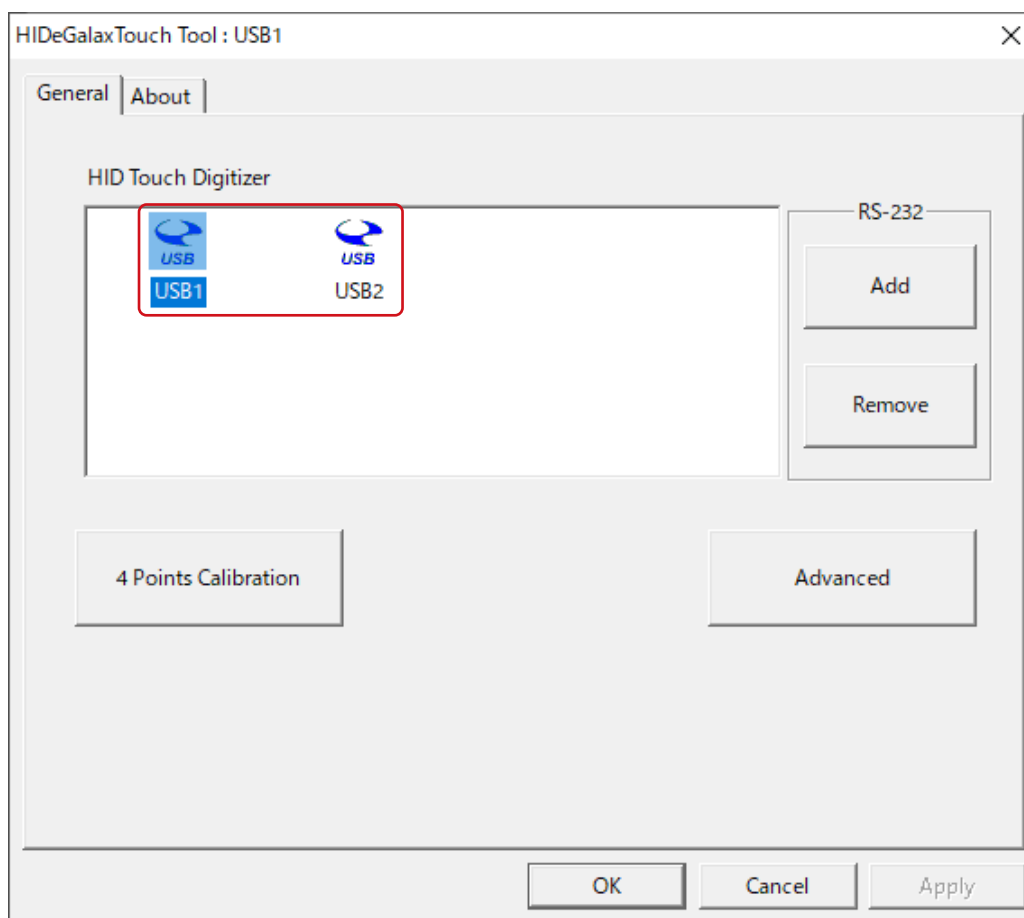 HIDeGalaxTouch Tool : USB1
General
About
HID Touch Digitizer
USB
USB
USB1
USB2
RS-232
Add
Remove
4 Points Calibration
Advanced
OK
Cancel
Apply